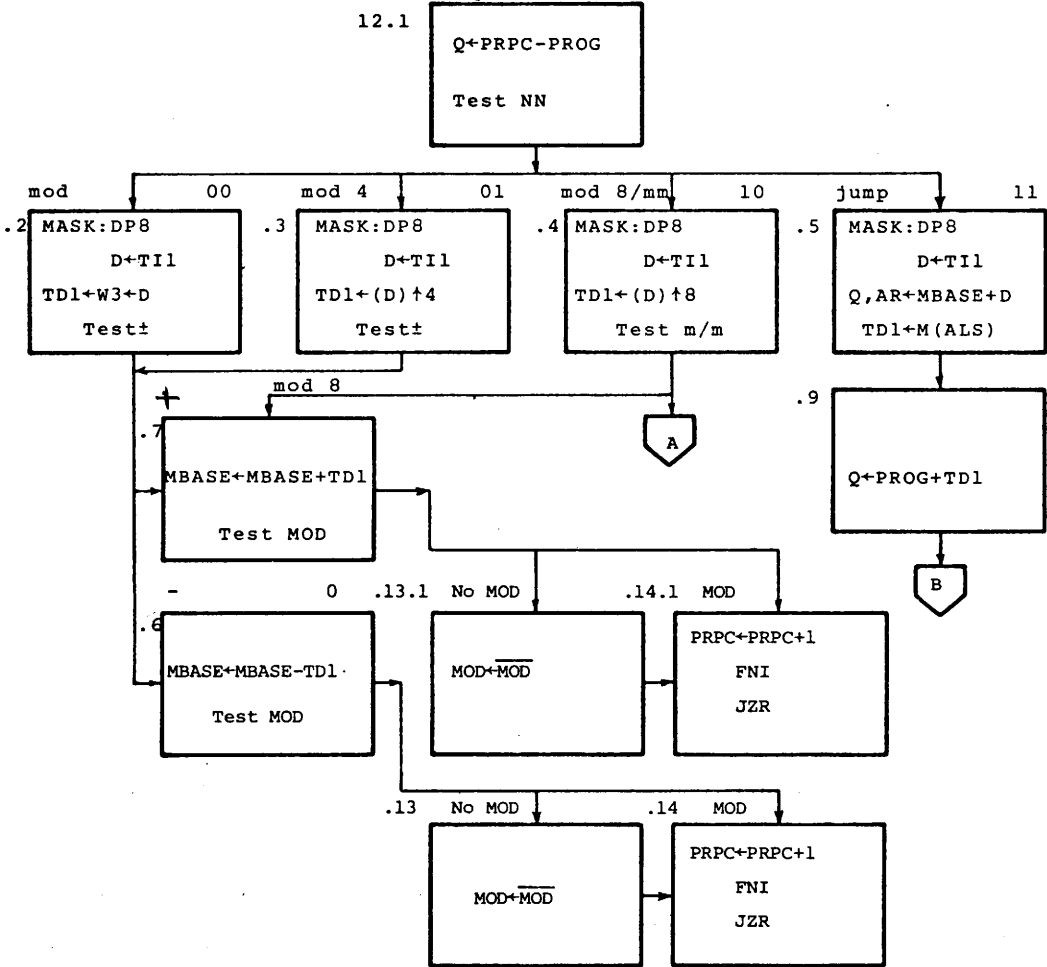 12.1
Q←PRPC-PROG
Test NN
mod 00
mod 4 01
mod 8/mm 10
jump 11
.2 MASK:DP8
D←TI1
TD1←W3←D
Test±
.3 MASK:DP8
D←TI1
TD1←(D)↑4
Test±
.4 MASK:DP8
D←TI1
TD1←(D)↑8
Test m/m
.5 MASK:DP8
D←TI1
Q,AR←MBASE+D
TD1←M(ALS)
mod 8
A
.9
Q←PROG+TD1
B
+
.7
MBASE←MBASE+TD1
Test MOD
- 0
.6
MBASE←MBASE-TD1
Test MOD
.13.1 No MOD
MOD←M̅O̅D̅
.14.1 MOD
PRPC←PRPC+1
FNI
JZR
.13 No MOD
MOD←M̅O̅D̅
.14 MOD
PRPC←PRPC+1
FNI
JZR